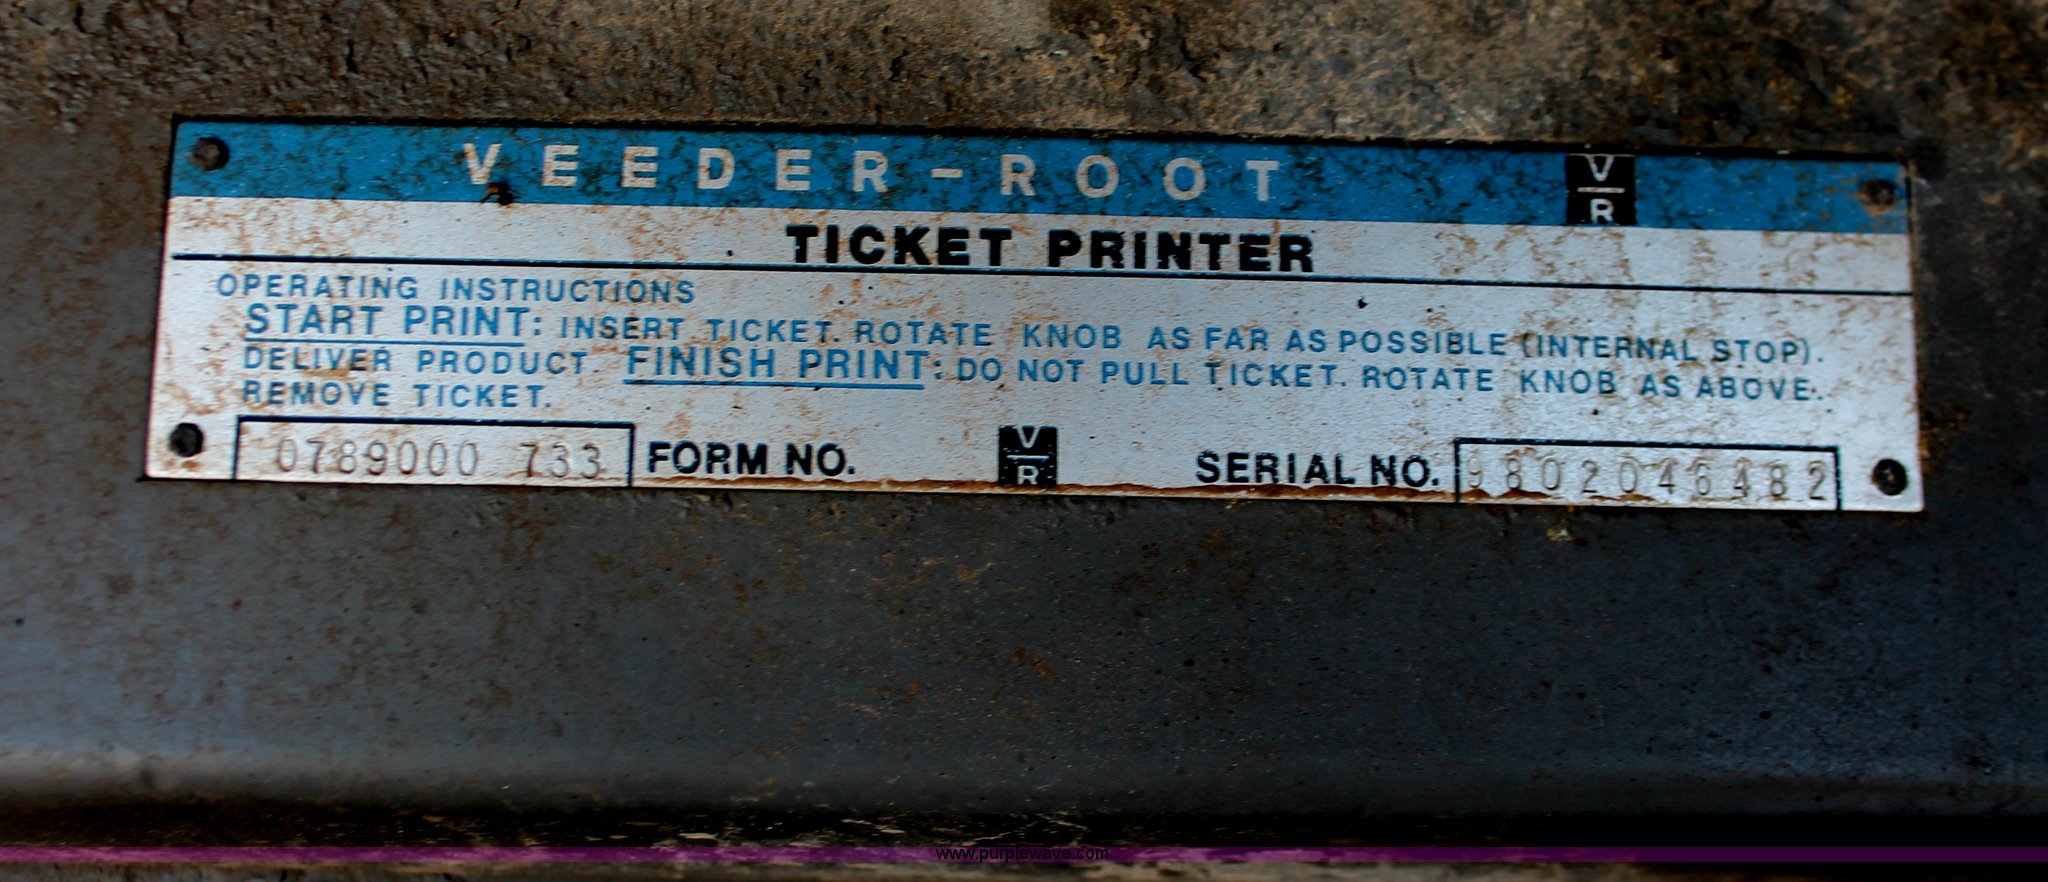 VEEDER-ROOT
V
R
TICKET PRINTER
OPERATING INSTRUCTIONS
START PRINT: INSERT TICKET. ROTATE KNOB AS FAR AS POSSIBLE (INTERNAL STOP).
DELIVER PRODUCT. FINISH PRINT: DO NOT PULL TICKET. ROTATE KNOB AS ABOVE.
REMOVE TICKET.
0789000 733 FORM NO. V R SERIAL NO. 9802046482
www.purplewave.com